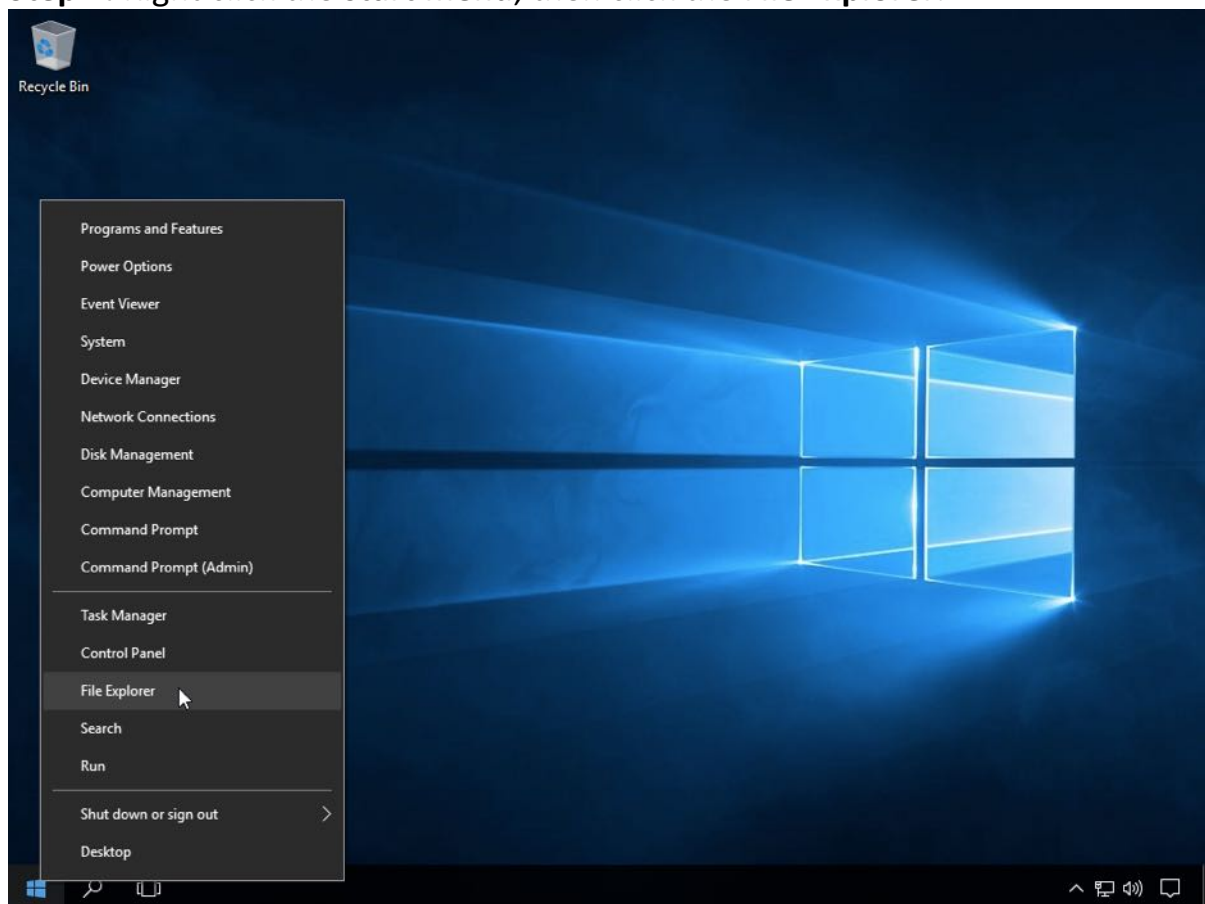 Recycle Bin
Programs and Features
Power Options
Event Viewer
System
Device Manager
Network Connections
Disk Management
Computer Management
Command Prompt
Command Prompt (Admin)
Task Manager
Control Panel
File Explorer
Search
Run
Shut down or sign out
Desktop